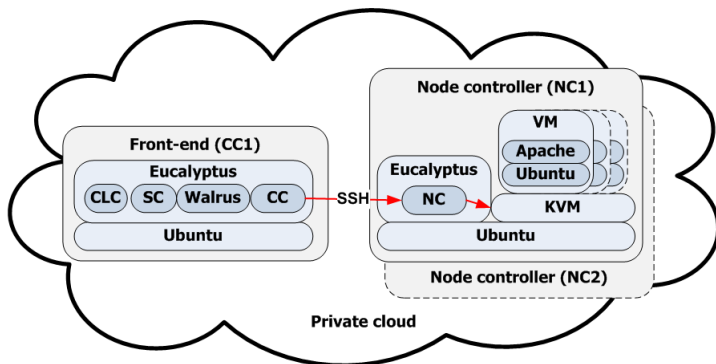 Node controller (NC1)
VM
Front-end (CC1)
Apache
Eucalyptus
Eucalyptus
Ubuntu
CLC SC Walrus CC
SSH
NC
KVM
Ubuntu
Ubuntu
Node controller (NC2)
Private cloud